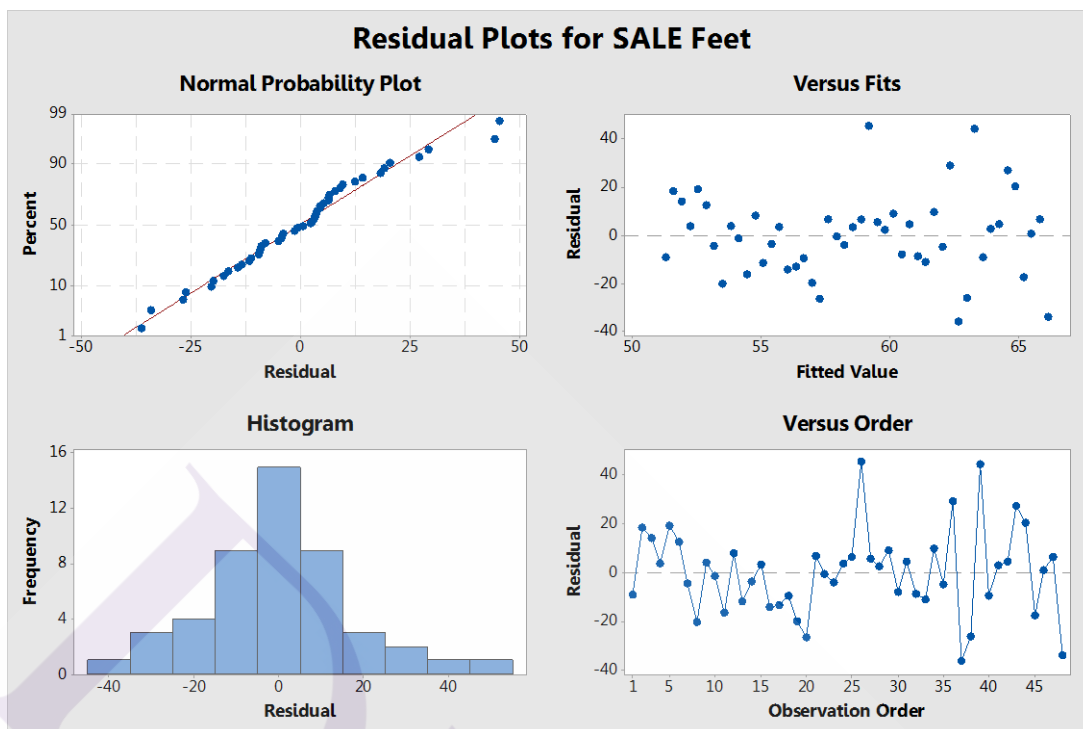 Residual Plots for SALE Feet
Normal Probability Plot
99
90
50
10
1
Percent
-50 -25 0 25 50
Residual
Versus Fits
40
20
0
-20
-40
Residual
50 55 60 65
Fitted Value
Histogram
16
12
8
4
0
Frequency
-40 -20 0 20 40
Residual
Versus Order
40
20
0
-20
-40
Residual
1 5 10 15 20 25 30 35 40 45
Observation Order